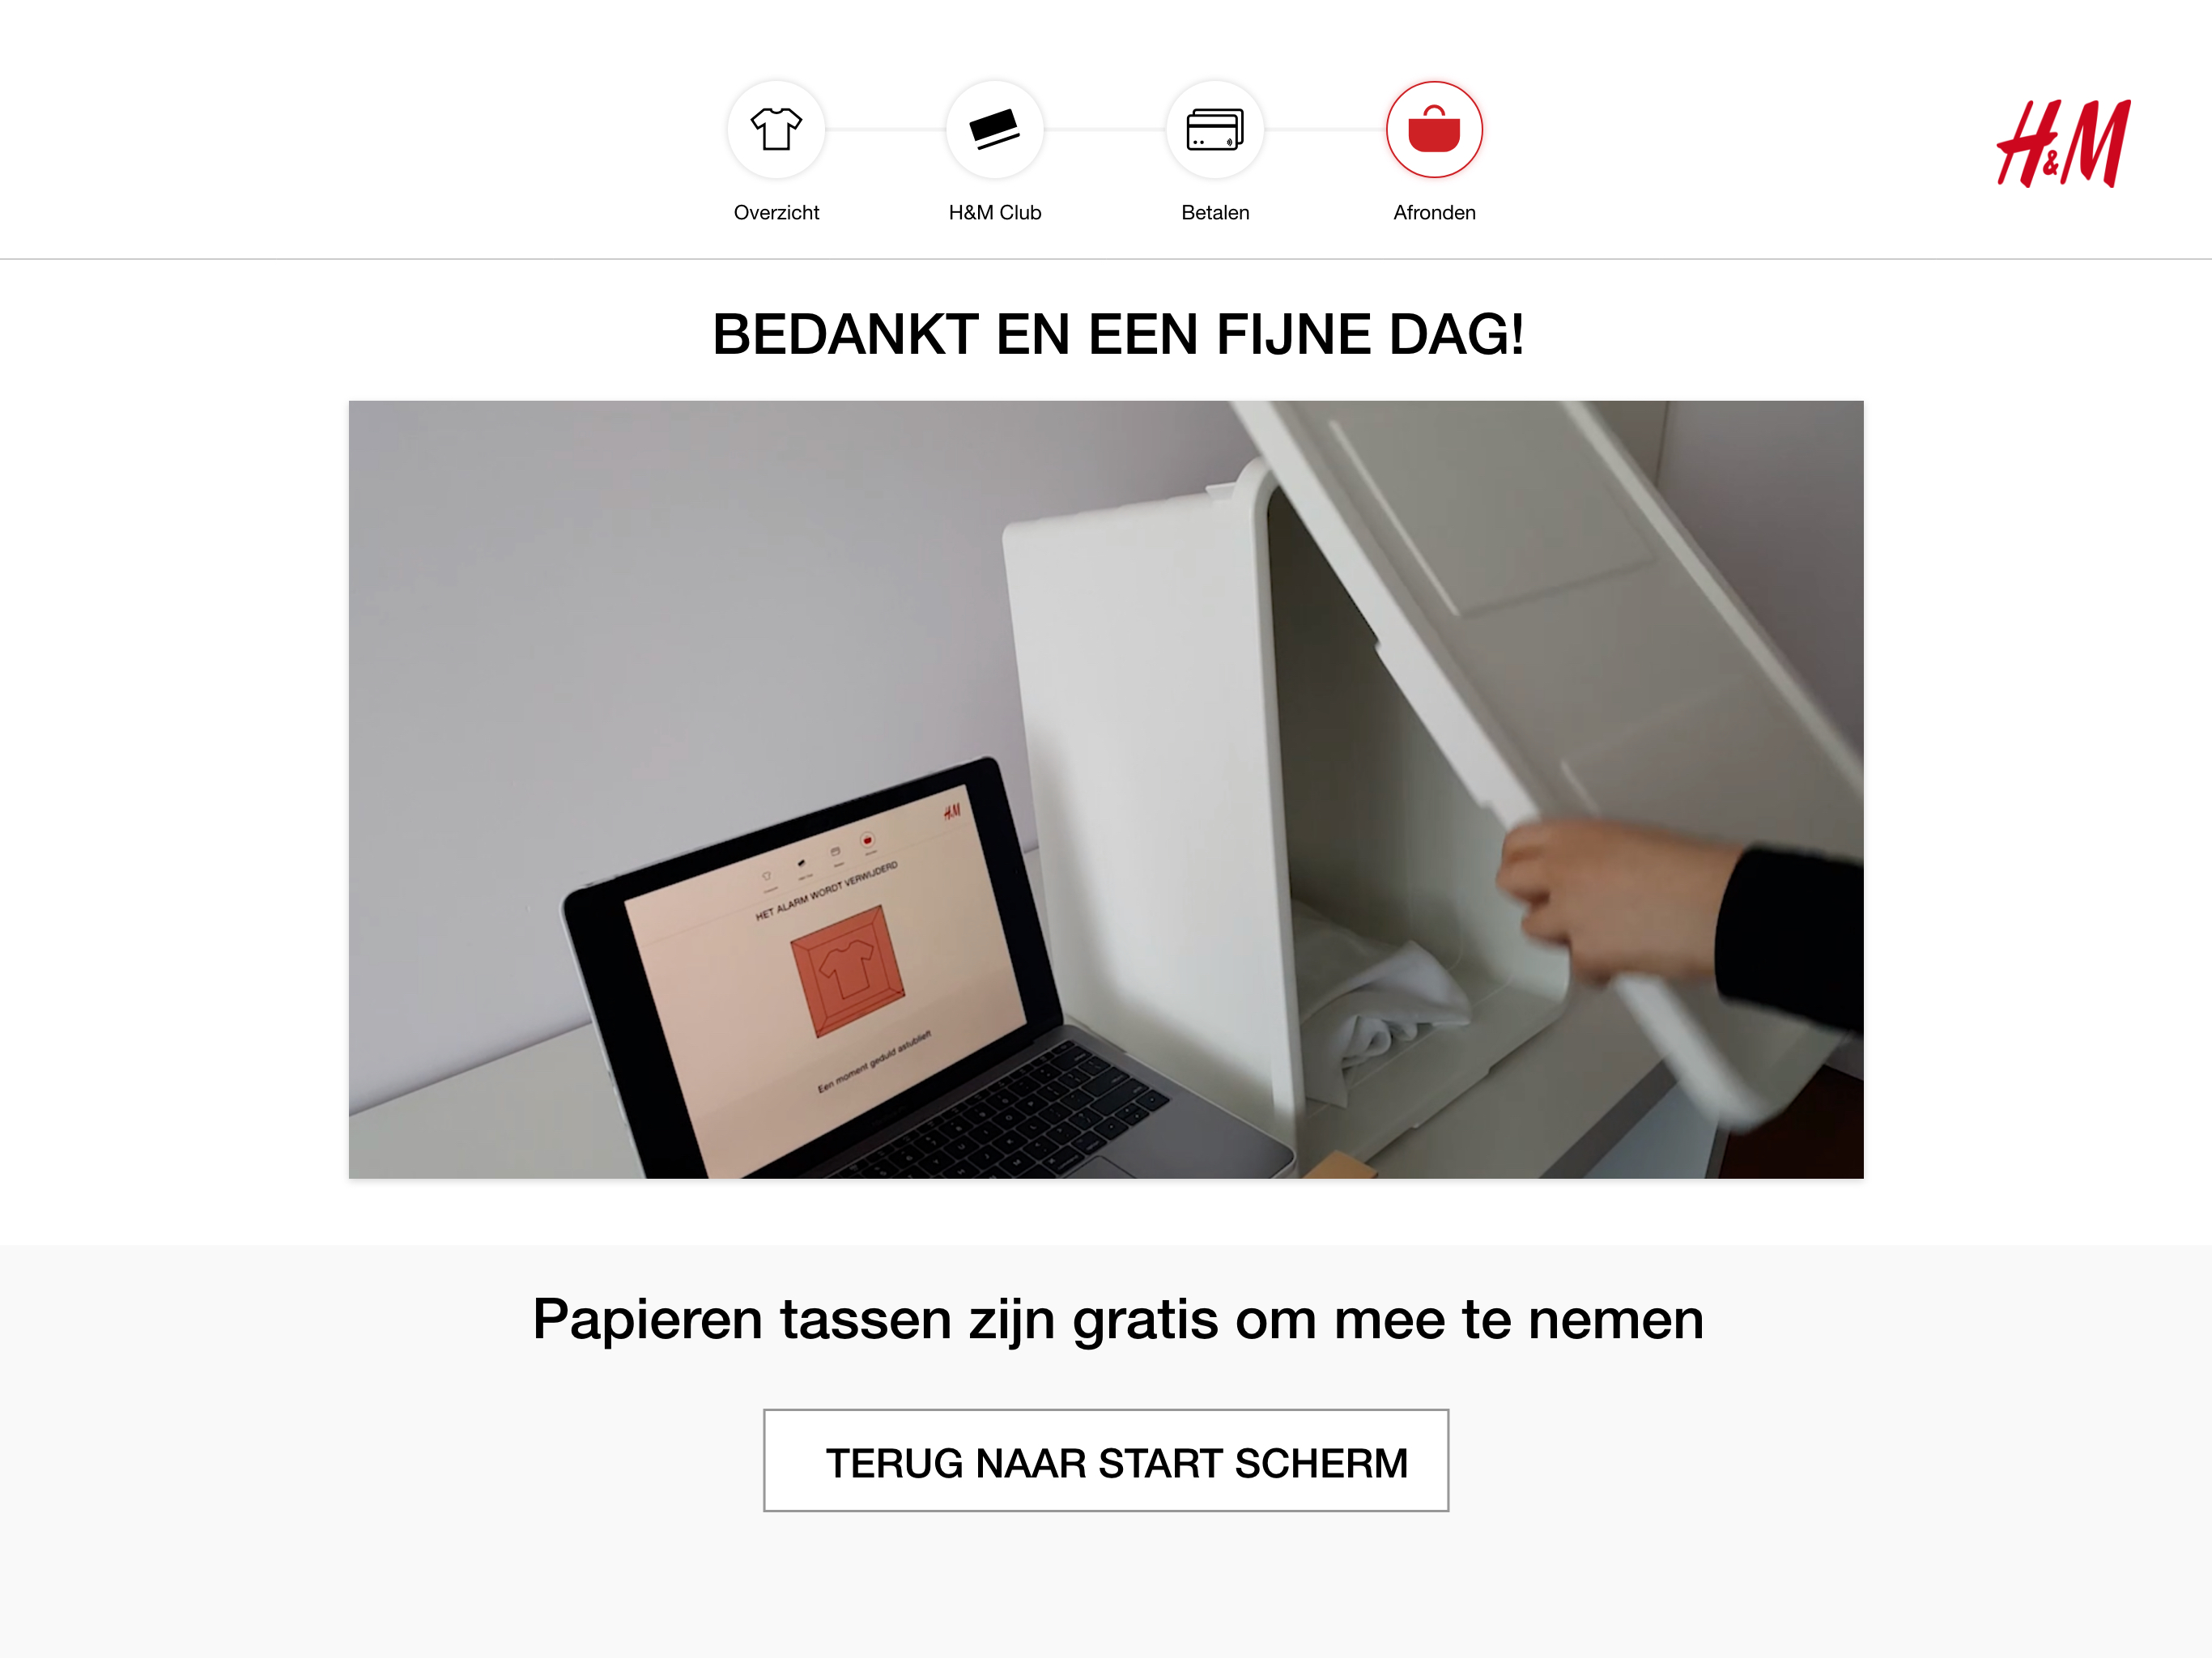 Overzicht
H&M Club
Betalen
Afronden
H&M
BEDANKT EN EEN FIJNE DAG!
H&M
HET ALARM WORDT VERWIJDERD
Een moment geduld astublieft
Papieren tassen zijn gratis om mee te nemen
TERUG NAAR START SCHERM